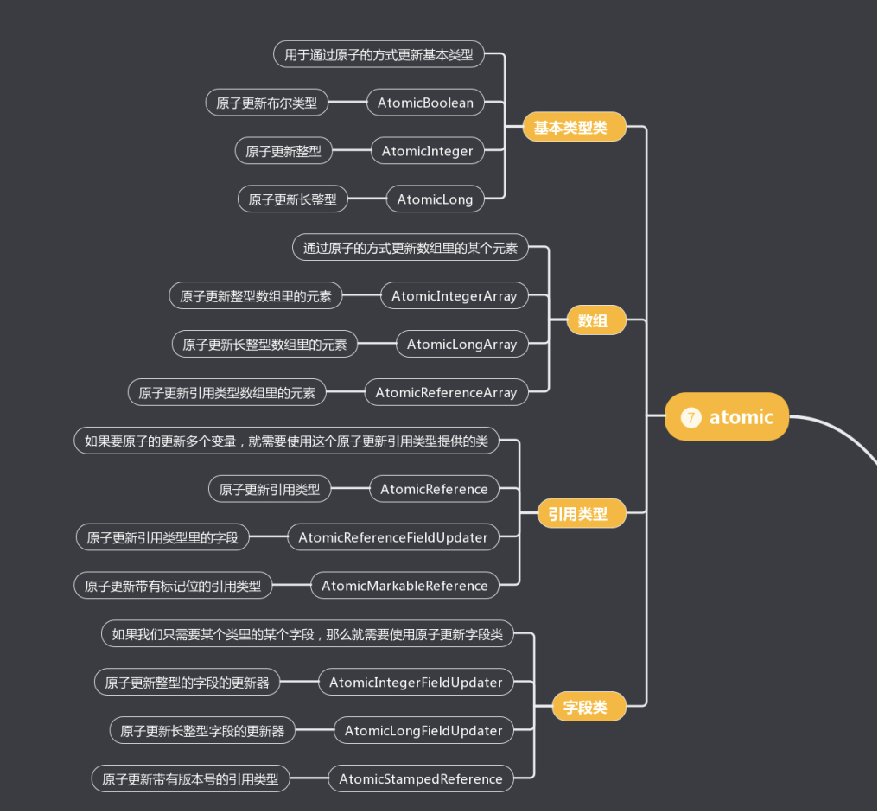 用于通过原子的方式更新基本类型
原子更新布尔类型 AtomicBoolean
基本类型类
原子更新整型 AtomicInteger
原子更新长整型 AtomicLong
通过原子的方式更新数组里的某个元素
原子更新整型数组里的元素 AtomicIntegerArray
数组
原子更新长整型数组里的元素 AtomicLongArray
原子更新引用类型数组里的元素 AtomicReferenceArray
7 atomic
如果要原子的更新多个变量，就需要使用这个原子更新引用类型提供的类
原子更新引用类型 AtomicReference
引用类型
原子更新引用类型里的字段 AtomicReferenceFieldUpdater
原子更新带有标记位的引用类型 AtomicMarkableReference
如果我们只需要某个类里的某个字段，那么就需要使用原子更新字段类
原子更新整型的字段的更新器 AtomicIntegerFieldUpdater
字段类
原子更新长整型字段的更新器 AtomicLongFieldUpdater
原子更新带有版本号的引用类型 AtomicStampedReference